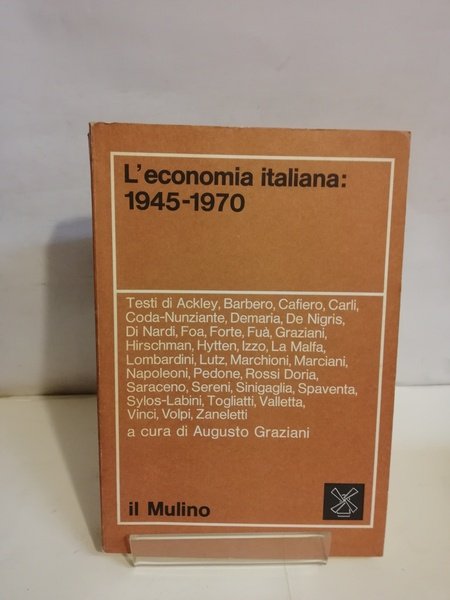 L'economia italiana:
1945-1970
Testi di Ackley, Barbero, Cafiero, Carli,
Coda-Nunziante, Demaria, De Nigris,
Di Nardi, Foa, Forte, Fuà, Graziani,
Hirschman, Hytten, Izzo, La Malfa,
Lombardini, Lutz, Marchioni, Marciani,
Napoleoni, Pedone, Rossi Doria,
Saraceno, Sereni, Sinigaglia, Spaventa,
Sylos-Labini, Togliatti, Valletta,
Vinci, Volpi, Zaneletti
a cura di Augusto Graziani
il Mulino